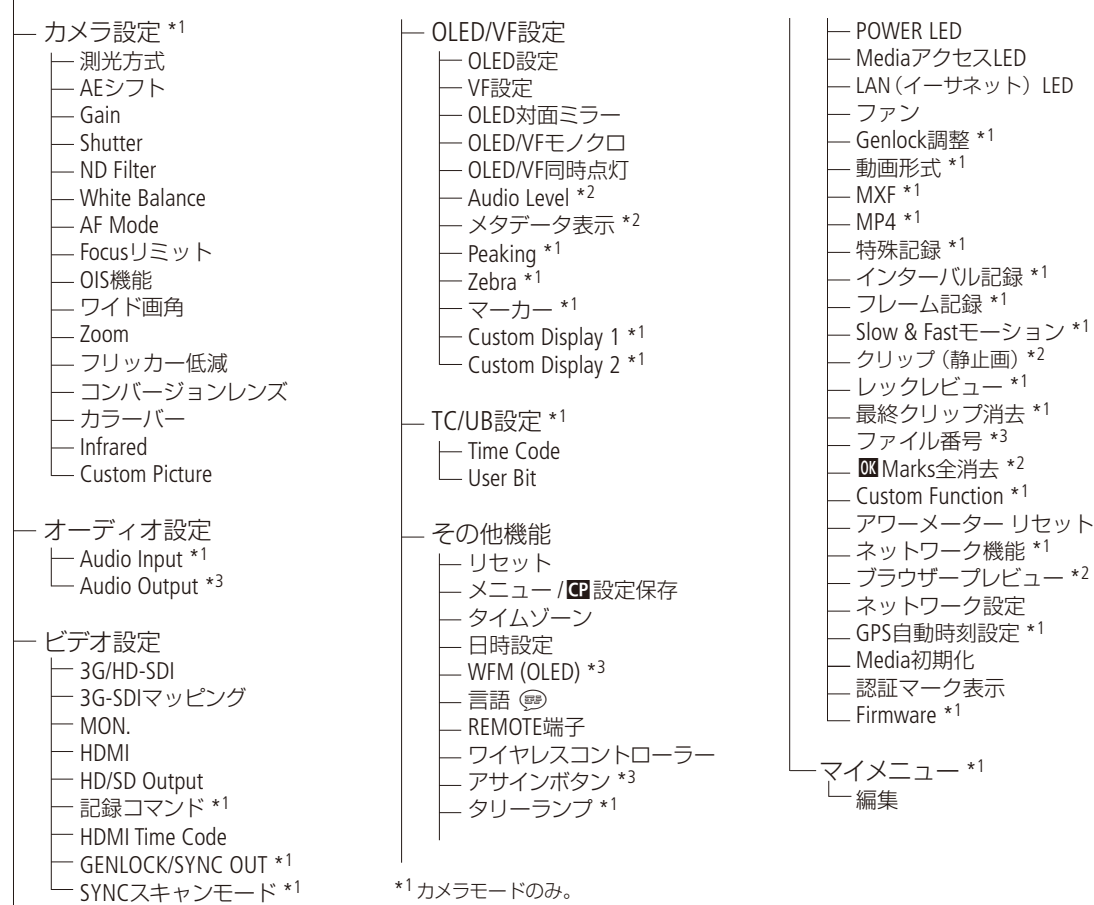 カメラ設定 *1
測光方式
AEシフト
Gain
Shutter
ND Filter
White Balance
AF Mode
Focusリミット
OIS機能
ワイド画角
Zoom
フリッカー低減
コンバージョンレンズ
カラーバー
Infrared
Custom Picture
オーディオ設定
Audio Input *1
Audio Output *3
ビデオ設定
3G/HD-SDI
3G-SDIマッピング
MON.
HDMI
HD/SD Output
記録コマンド *1
HDMI Time Code
GENLOCK/SYNC OUT *1
SYNCスキャンモード *1
OLED/VF設定
OLED設定
VF設定
OLED対面ミラー
OLED/VFモノクロ
OLED/VF同時点灯
Audio Level *2
メタデータ表示 *2
Peaking *1
Zebra *1
マーカー *1
Custom Display 1 *1
Custom Display 2 *1
TC/UB設定 *1
Time Code
User Bit
その他機能
リセット
メニュー / CP 設定保存
タイムゾーン
日時設定
WFM (OLED) *3
言語
REMOTE端子
ワイヤレスコントローラー
アサインボタン *3
タリーランプ *1
*1 カメラモードのみ。
POWER LED
MediaアクセスLED
LAN（イーサネット）LED
ファン
Genlock調整 *1
動画形式 *1
MXF *1
MP4 *1
特殊記録 *1
インターバル記録 *1
フレーム記録 *1
Slow & Fastモーション *1
クリップ（静止画）*2
レックレビュー *1
最終クリップ消去 *1
ファイル番号 *3
OK Marks全消去 *2
Custom Function *1
アワーメーター リセット
ネットワーク機能 *1
ブラウザープレビュー *2
ネットワーク設定
GPS自動時刻設定 *1
Media初期化
認証マーク表示
Firmware *1
マイメニュー *1
編集